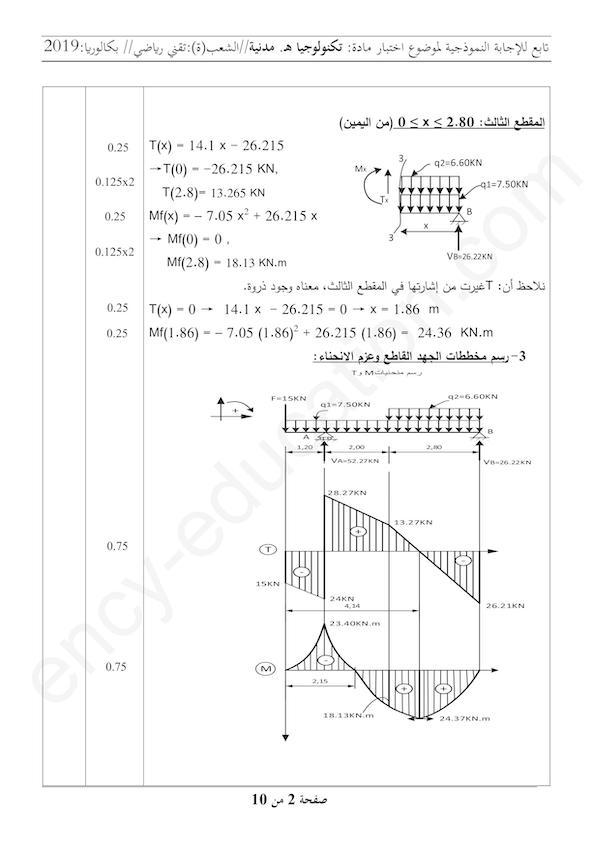 تابع للإجابة النموذجية لموضوع اختبار مادة: تكنولوجيا هـ. مدنية//الشعب(ة):تقني رياضي// بكالوريا:2019
المقطع الثالث: 0 ≤ x ≤ 2.80 (من اليمين)
0.25 T(x) = 14.1 x − 26.215
0.125x2 →T(0) = −26.215 KN,
T(2.8)= 13.265 KN
0.25 Mf(x) = − 7.05 x² + 26.215 x
0.125x2 → Mf(0) = 0 ,
Mf(2.8) = 18.13 KN.m
3
Mx
q2=6.60KN
q1=7.50KN
Tx
B
x
3
VB=26.22KN
نلاحظ أن: T غيرت من إشارتها في المقطع الثالث، معناه وجود ذروة.
0.25 T(x) = 0 → 14.1 x − 26.215 = 0 → x = 1.86 m
0.25 Mf(1.86) = − 7.05 (1.86)² + 26.215 (1.86) = 24.36 KN.m
3-رسم مخططات الجهد القاطع وعزم الانحناء:
رسم منحنيات M و T
F=15KN
q1=7.50KN
q2=6.60KN
+
A
B
1,20 2,00 2,80
VA=52.27KN
VB=26.22KN
28.27KN
13.27KN
+
0.75 T
-
-
15KN
24KN
26.21KN
4,14
23.40KN.m
-
0.75 M
2,15
+ +
18.13KN.m
24.37KN.m
صفحة 2 من 10
ency-education.com